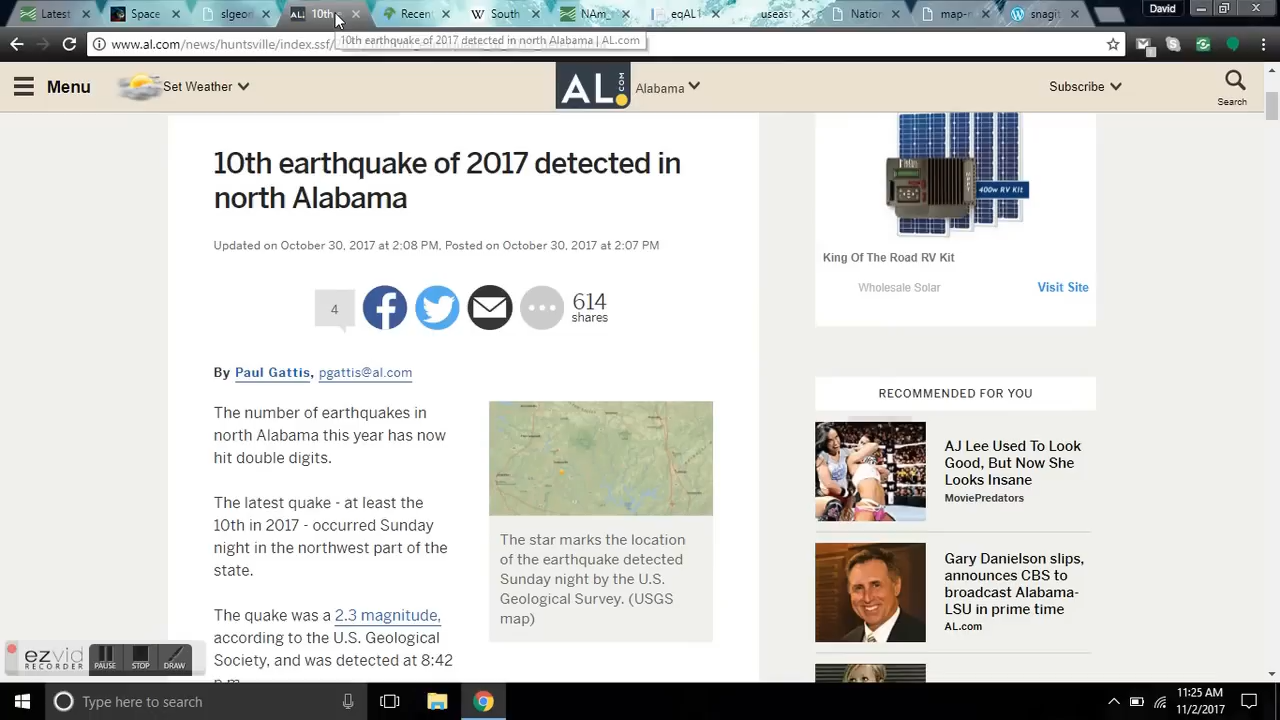 Latest
Space
slgeor
AL
10th
Recent
W
South
NAm_
eqAL1
Nation
map-r
snagit
David
www.al.com/news/huntsville/index.ssf/
10th earthquake of 2017 detected in north Alabama | AL.com
Menu
Set Weather
AL.COM
Alabama
Subscribe
Search
10th earthquake of 2017 detected in
north Alabama
Updated on October 30, 2017 at 2:08 PM, Posted on October 30, 2017 at 2:07 PM
4
614
shares
By Paul Gattis, pgattis@al.com
The number of earthquakes in
north Alabama this year has now
hit double digits.
The latest quake - at least the
10th in 2017 - occurred Sunday
night in the northwest part of the
state.
The quake was a 2.3 magnitude,
according to the U.S. Geological
Society, and was detected at 8:42
The star marks the location
of the earthquake detected
Sunday night by the U.S.
Geological Survey. (USGS
map)
MPPT
400w RV Kit
King Of The Road RV Kit
Wholesale Solar
Visit Site
RECOMMENDED FOR YOU
AJ Lee Used To Look
Good, But Now She
Looks Insane
MoviePredators
Gary Danielson slips,
announces CBS to
broadcast Alabama-
LSU in prime time
AL.com
ezvid
RECORDER
PAUSE
STOP
DRAW
Type here to search
11:25 AM
11/2/2017